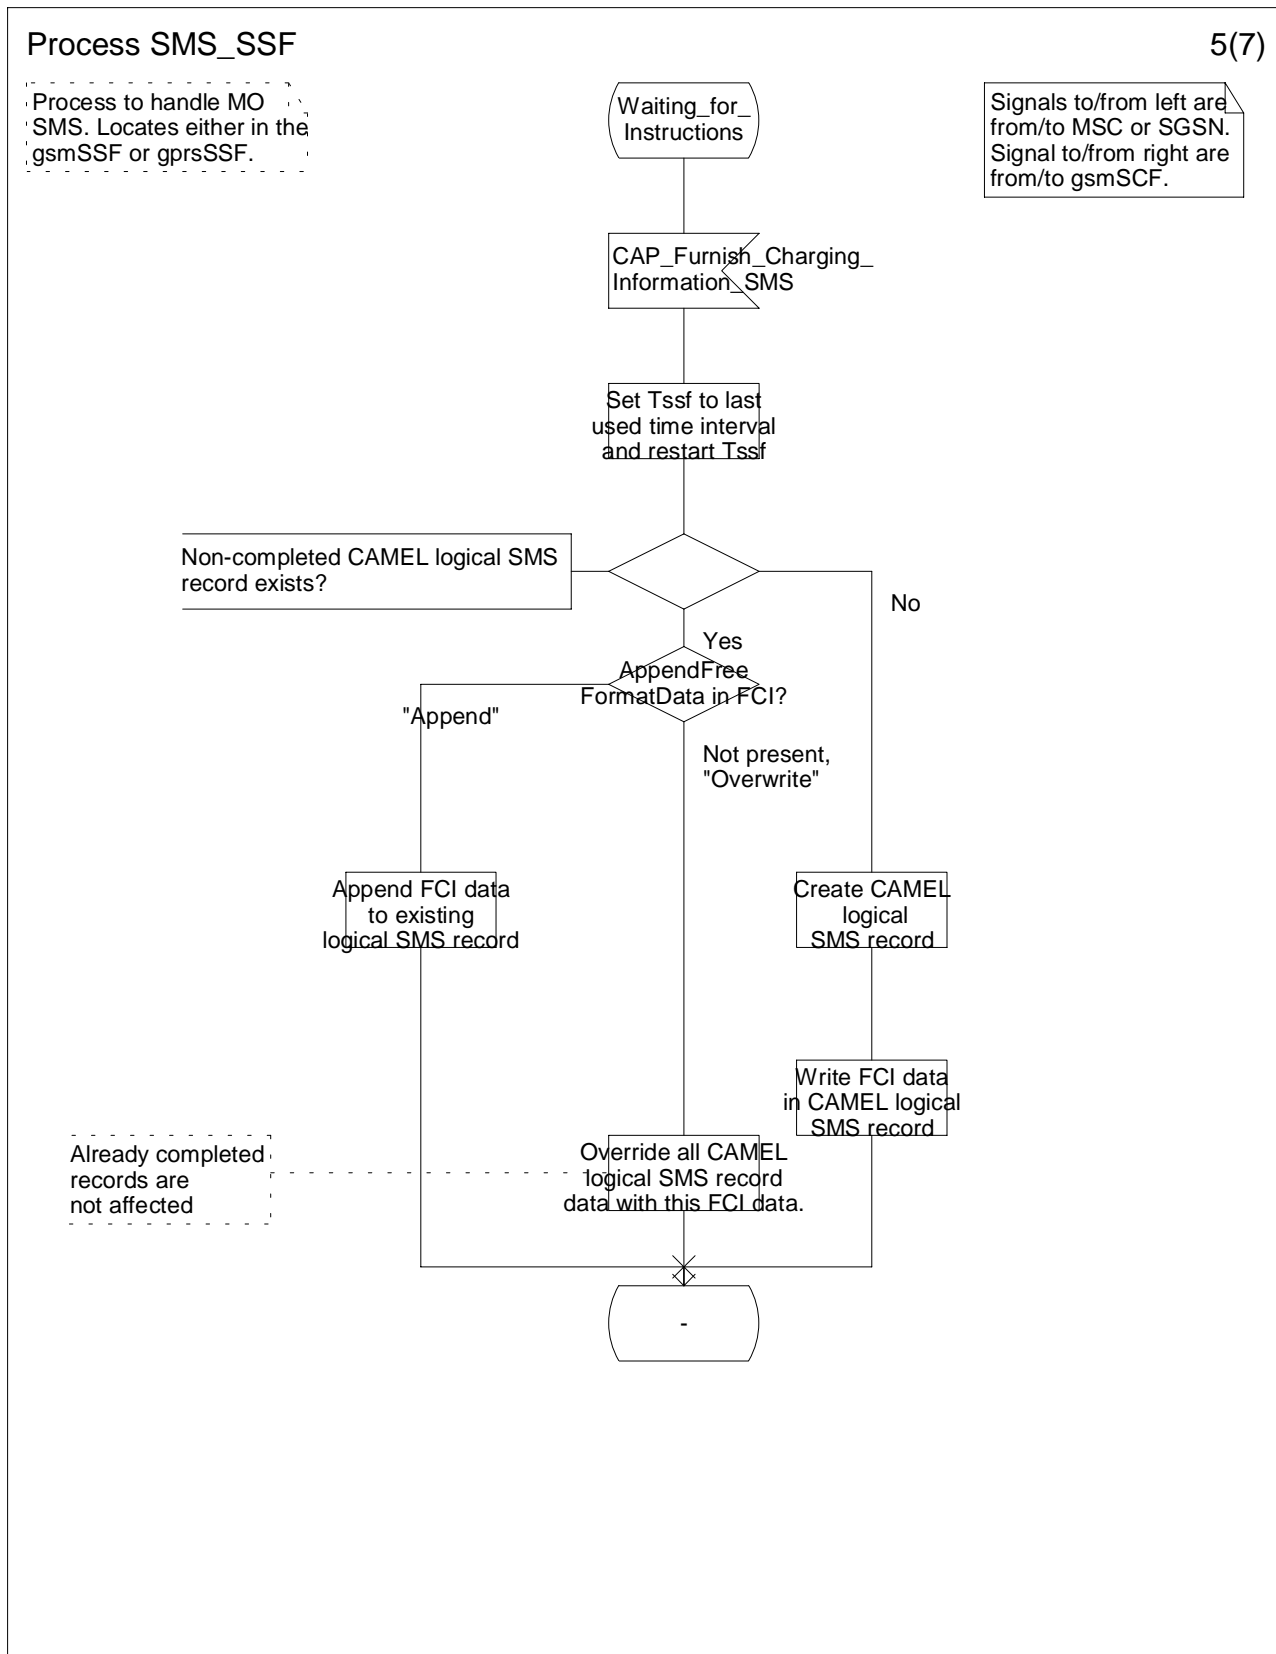 Process SMS_SSF
5(7)
Process to handle MO
SMS. Locates either in the
gsmSSF or gprsSSF.
Waiting_for_
Instructions
Signals to/from left are
from/to MSC or SGSN.
Signal to/from right are
from/to gsmSCF.
CAP_Furnish_Charging_
Information_SMS
Set Tssf to last
used time interval
and restart Tssf
Non-completed CAMEL logical SMS
record exists?
No
Yes
AppendFree
FormatData in FCI?
"Append"
Not present,
"Overwrite"
Append FCI data
to existing
logical SMS record
Create CAMEL
logical
SMS record
Write FCI data
in CAMEL logical
SMS record
Already completed
records are
not affected
Override all CAMEL
logical SMS record
data with this FCI data.
-